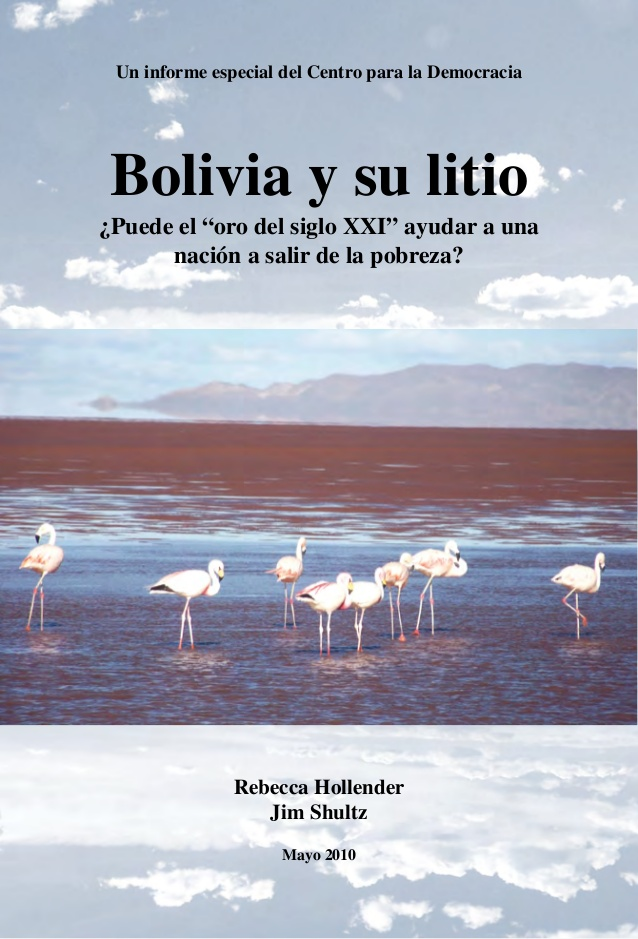 Un informe especial del Centro para la Democracia
Bolivia y su litio
¿Puede el “oro del siglo XXI” ayudar a una
nación a salir de la pobreza?
Rebecca Hollender
Jim Shultz
Mayo 2010